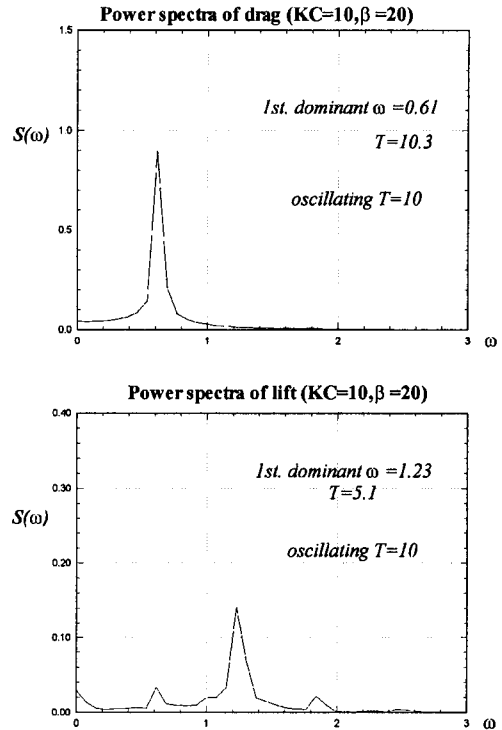 Power spectra of drag (KC=10,β =20)
1.5
1st. dominant ω =0.61
S(ω)
1.0
T=10.3
oscillating T=10
0.5
0.0
0 1 2 3 ω
Power spectra of lift (KC=10,β =20)
0.40
1st. dominant ω =1.23
T=5.1
0.30
S(ω)
oscillating T=10
0.20
0.10
0.00
0 1 2 3 ω